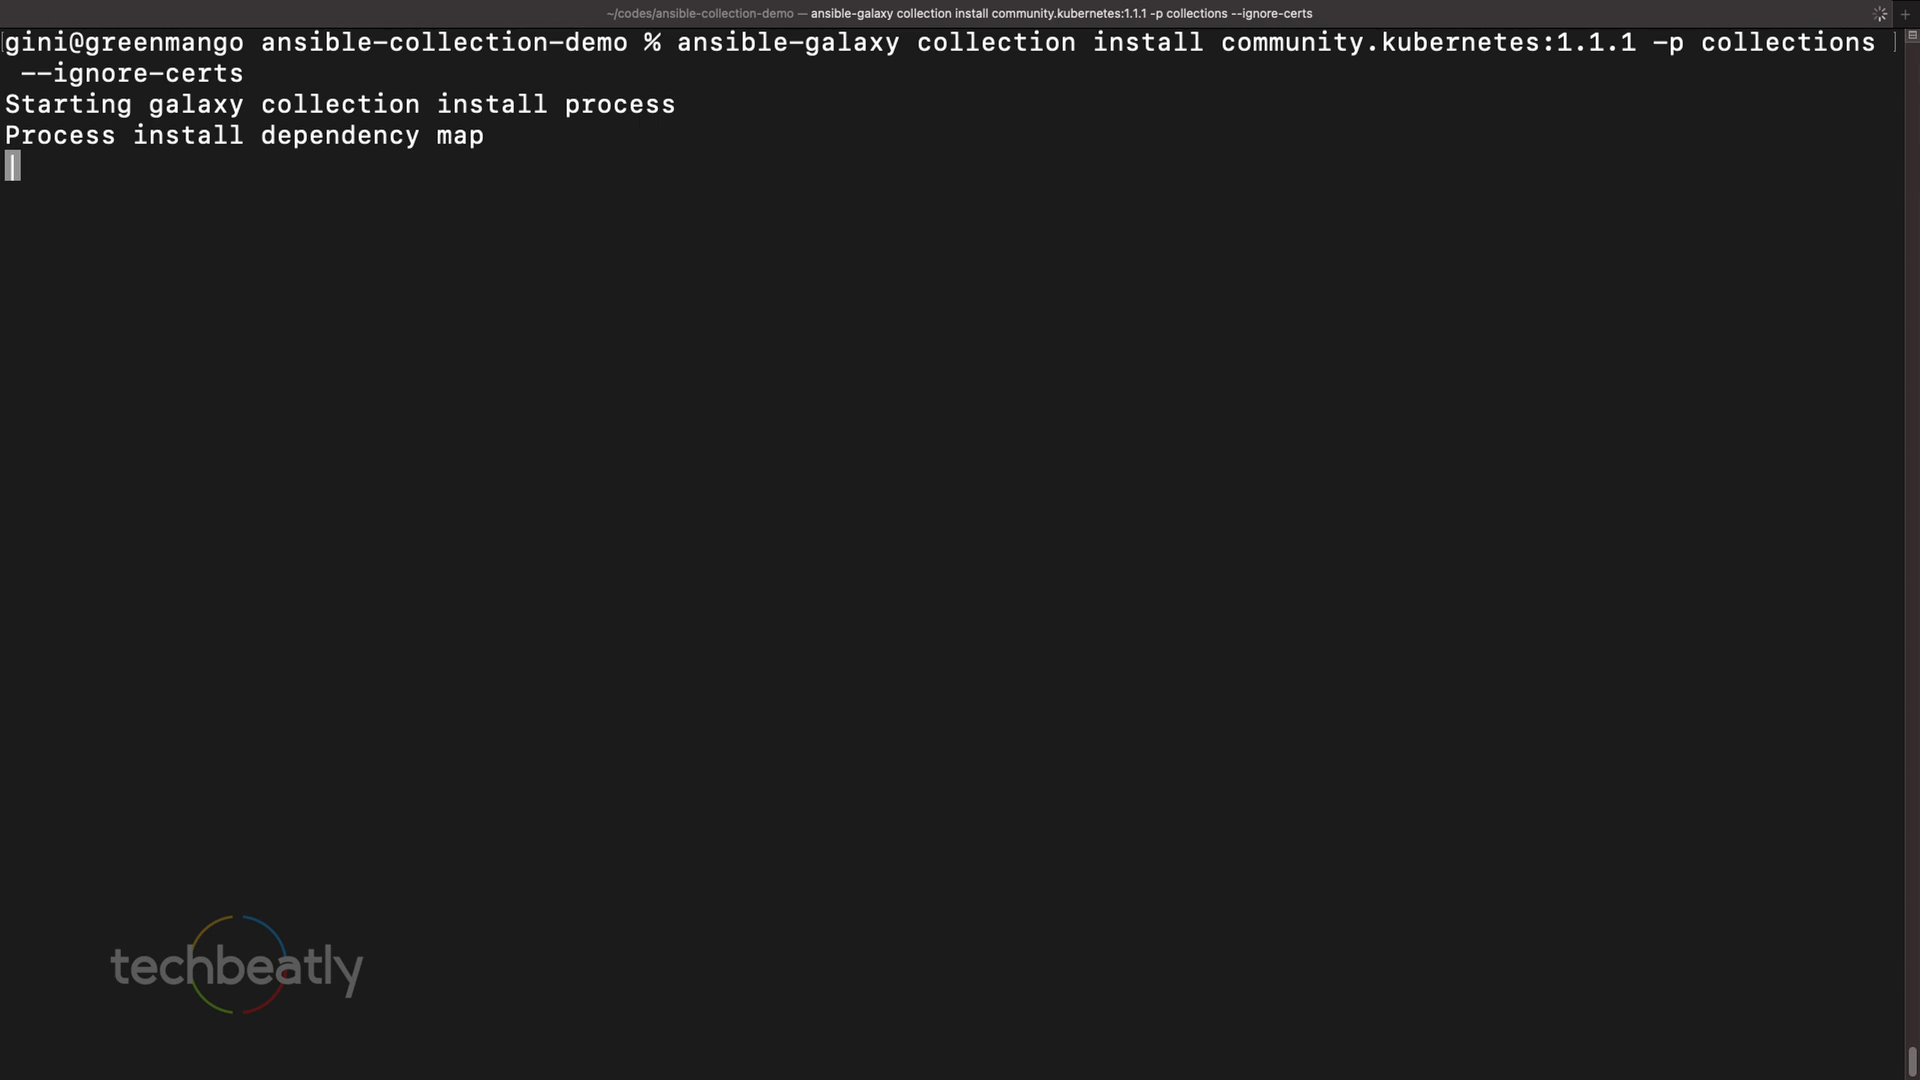 ~/codes/ansible-collection-demo — ansible-galaxy collection install community.kubernetes:1.1.1 -p collections --ignore-certs
gini@greenmango ansible-collection-demo % ansible-galaxy collection install community.kubernetes:1.1.1 -p collections
--ignore-certs
Starting galaxy collection install process
Process install dependency map
techbeatly